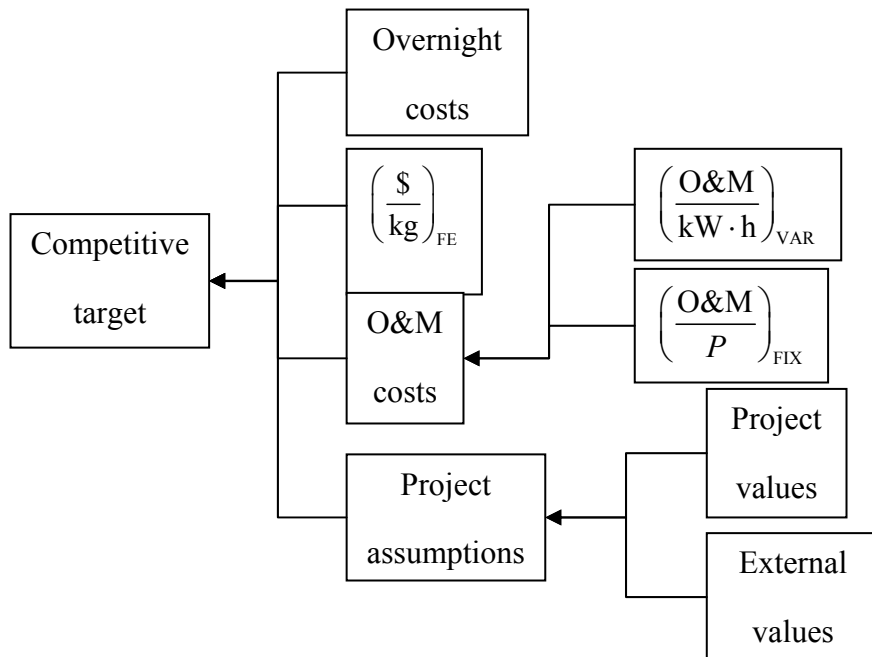 Overnight
costs
($/kg)FE
Competitive
target
O&M
costs
(O&M/kW · h)VAR
(O&M/P)FIX
Project
assumptions
Project
values
External
values